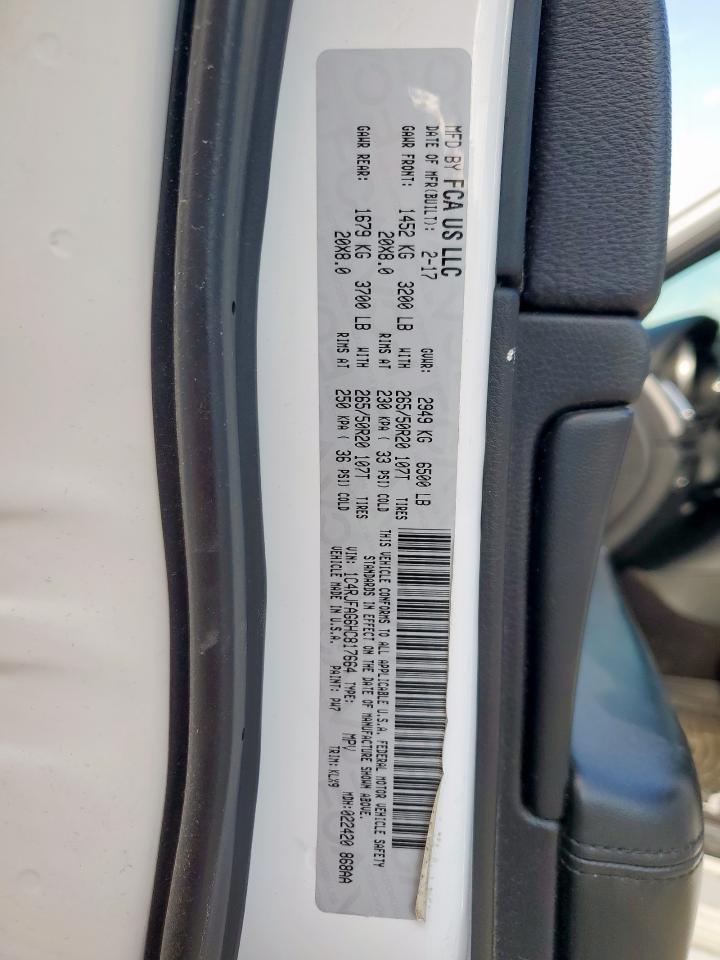 MFD BY FCA US LLC
DATE OF MFR(BUILT): 2-17 GVWR: 2949 KG 6500 LB
GAWR FRONT: 1452 KG 3200 LB WITH 265/50R20 107T TIRES
20X8.0 RIMS AT 230 KPA ( 33 PSI) COLD
GAWR REAR: 1679 KG 3700 LB WITH 265/50R20 107T TIRES
20X8.0 RIMS AT 250 KPA ( 36 PSI) COLD
THIS VEHICLE CONFORMS TO ALL APPLICABLE U.S.A. FEDERAL MOTOR VEHICLE SAFETY
STANDARDS IN EFFECT ON THE DATE OF MANUFACTURE SHOWN ABOVE.
VIN: 1C4RJFAG6HC817664 TYPE: MPV MDH:022420 868AA
VEHICLE MADE IN U.S.A. PAINT: PW7 TRIM:KLX9